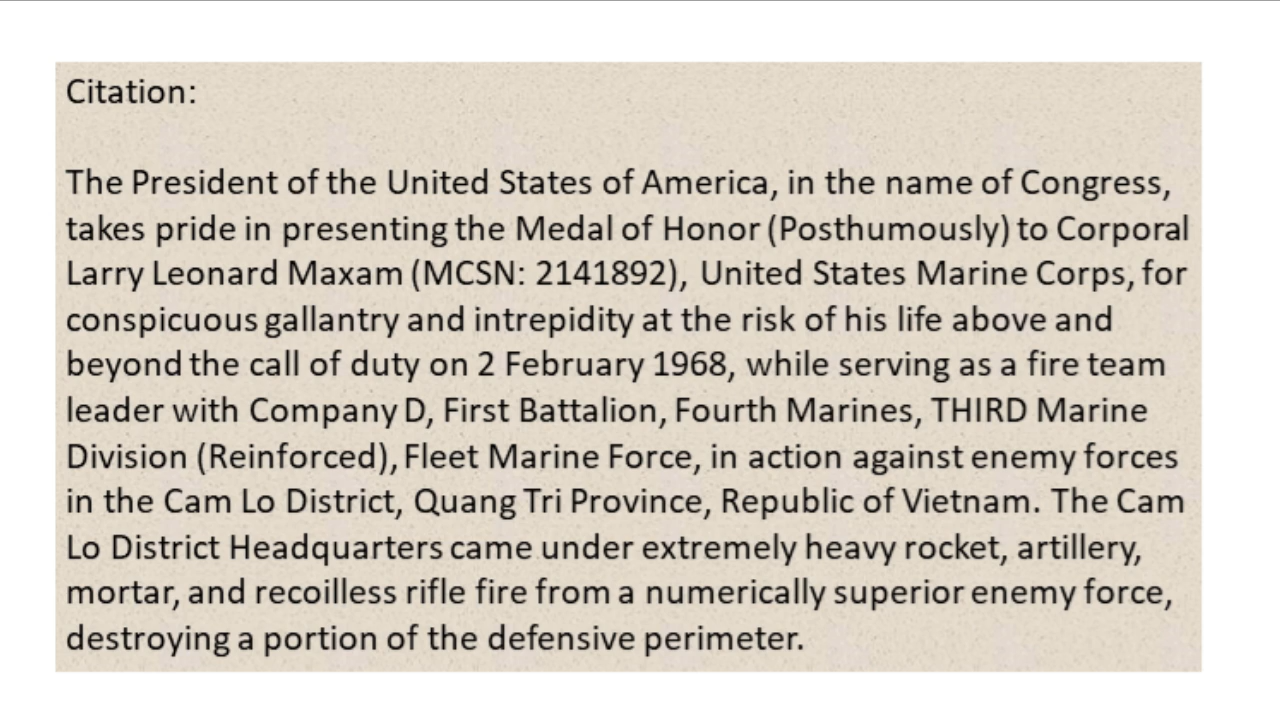 Citation:
The President of the United States of America, in the name of Congress,
takes pride in presenting the Medal of Honor (Posthumously) to Corporal
Larry Leonard Maxam (MCSN: 2141892), United States Marine Corps, for
conspicuous gallantry and intrepidity at the risk of his life above and
beyond the call of duty on 2 February 1968, while serving as a fire team
leader with Company D, First Battalion, Fourth Marines, THIRD Marine
Division (Reinforced), Fleet Marine Force, in action against enemy forces
in the Cam Lo District, Quang Tri Province, Republic of Vietnam. The Cam
Lo District Headquarters came under extremely heavy rocket, artillery,
mortar, and recoilless rifle fire from a numerically superior enemy force,
destroying a portion of the defensive perimeter.